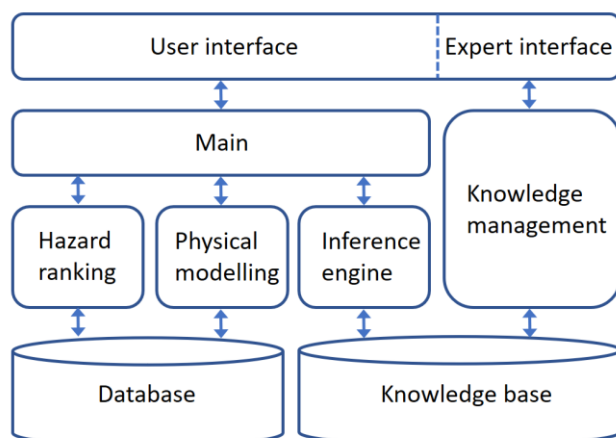 User interface
Expert interface
Main
Knowledge
management
Hazard
ranking
Physical
modelling
Inference
engine
Database
Knowledge base